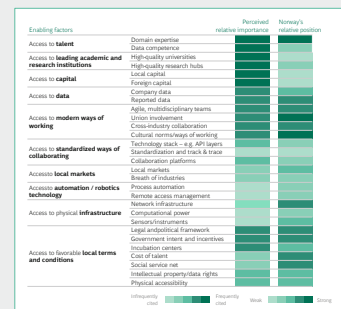 Perceived Norway's
Enabling factors relative importance relative position
Access to talent
Domain expertise
Data competence
Access to leading academic and
research institutions
High-quality universities
High-quality research hubs
Access to capital
Local capital
Foreign capital
Access to data
Company data
Reported data
Access to modern ways of
working
Agile, multidisciplinary teams
Union involvement
Cross-industry collaboration
Cultural norms/ways of working
Access to standardized ways of
collaborating
Technology stack – e.g. API layers
Standardization and track & trace
Collaboration platforms
Accessto local markets
Local markets
Breath of industries
Accessto automation / robotics
technology
Process automation
Remote access management
Access to physical infrastructure
Network infrastructure
Computational power
Sensors/instruments
Access to favorable local terms
and conditions
Legal andpolitical framework
Government intent and incentives
Incubation centers
Cost of talent
Social service net
Intellectual property/data rights
Physical accessibility
Infrequently
cited
Frequently
cited
Weak
Strong